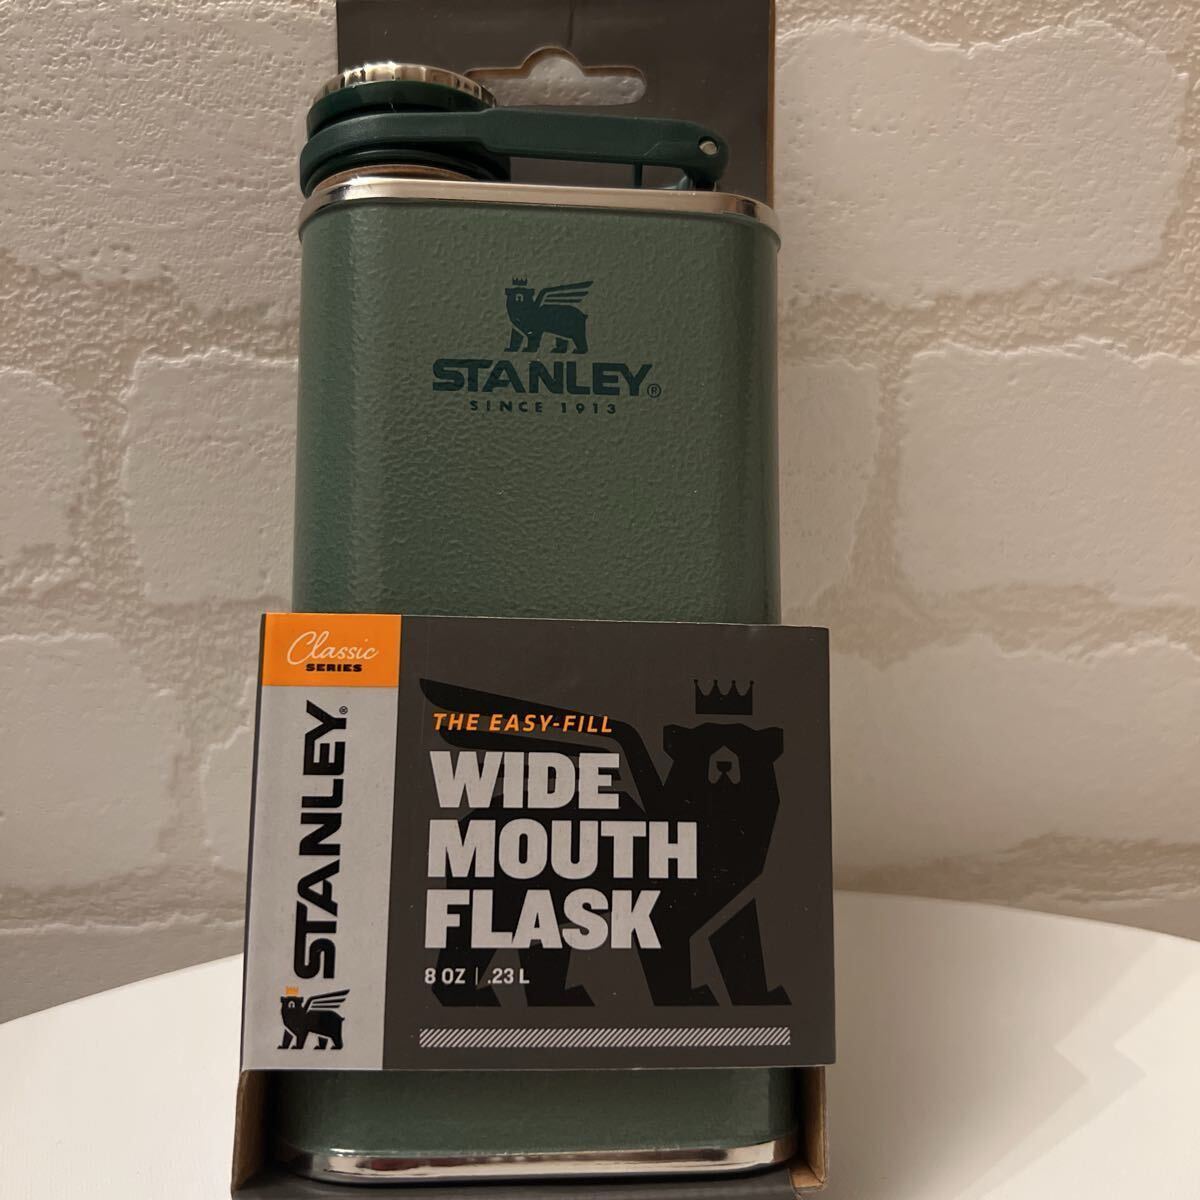 STANLEY®
SINCE 1913
Classic
SERIES
STANLEY®
THE EASY-FILL
WIDE
MOUTH
FLASK
8 OZ | .23 L